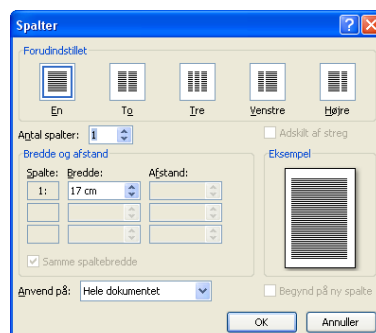 Spalter
Forudindstillet
En To Tre Venstre Højre
Antal spalter: 1 Adskilt af streg
Bredde og afstand Eksempel
Spalte: Bredde: Afstand:
1: 17 cm
Samme spaltebredde
Anvend på: Hele dokumentet Begynd på ny spalte
OK Annuller